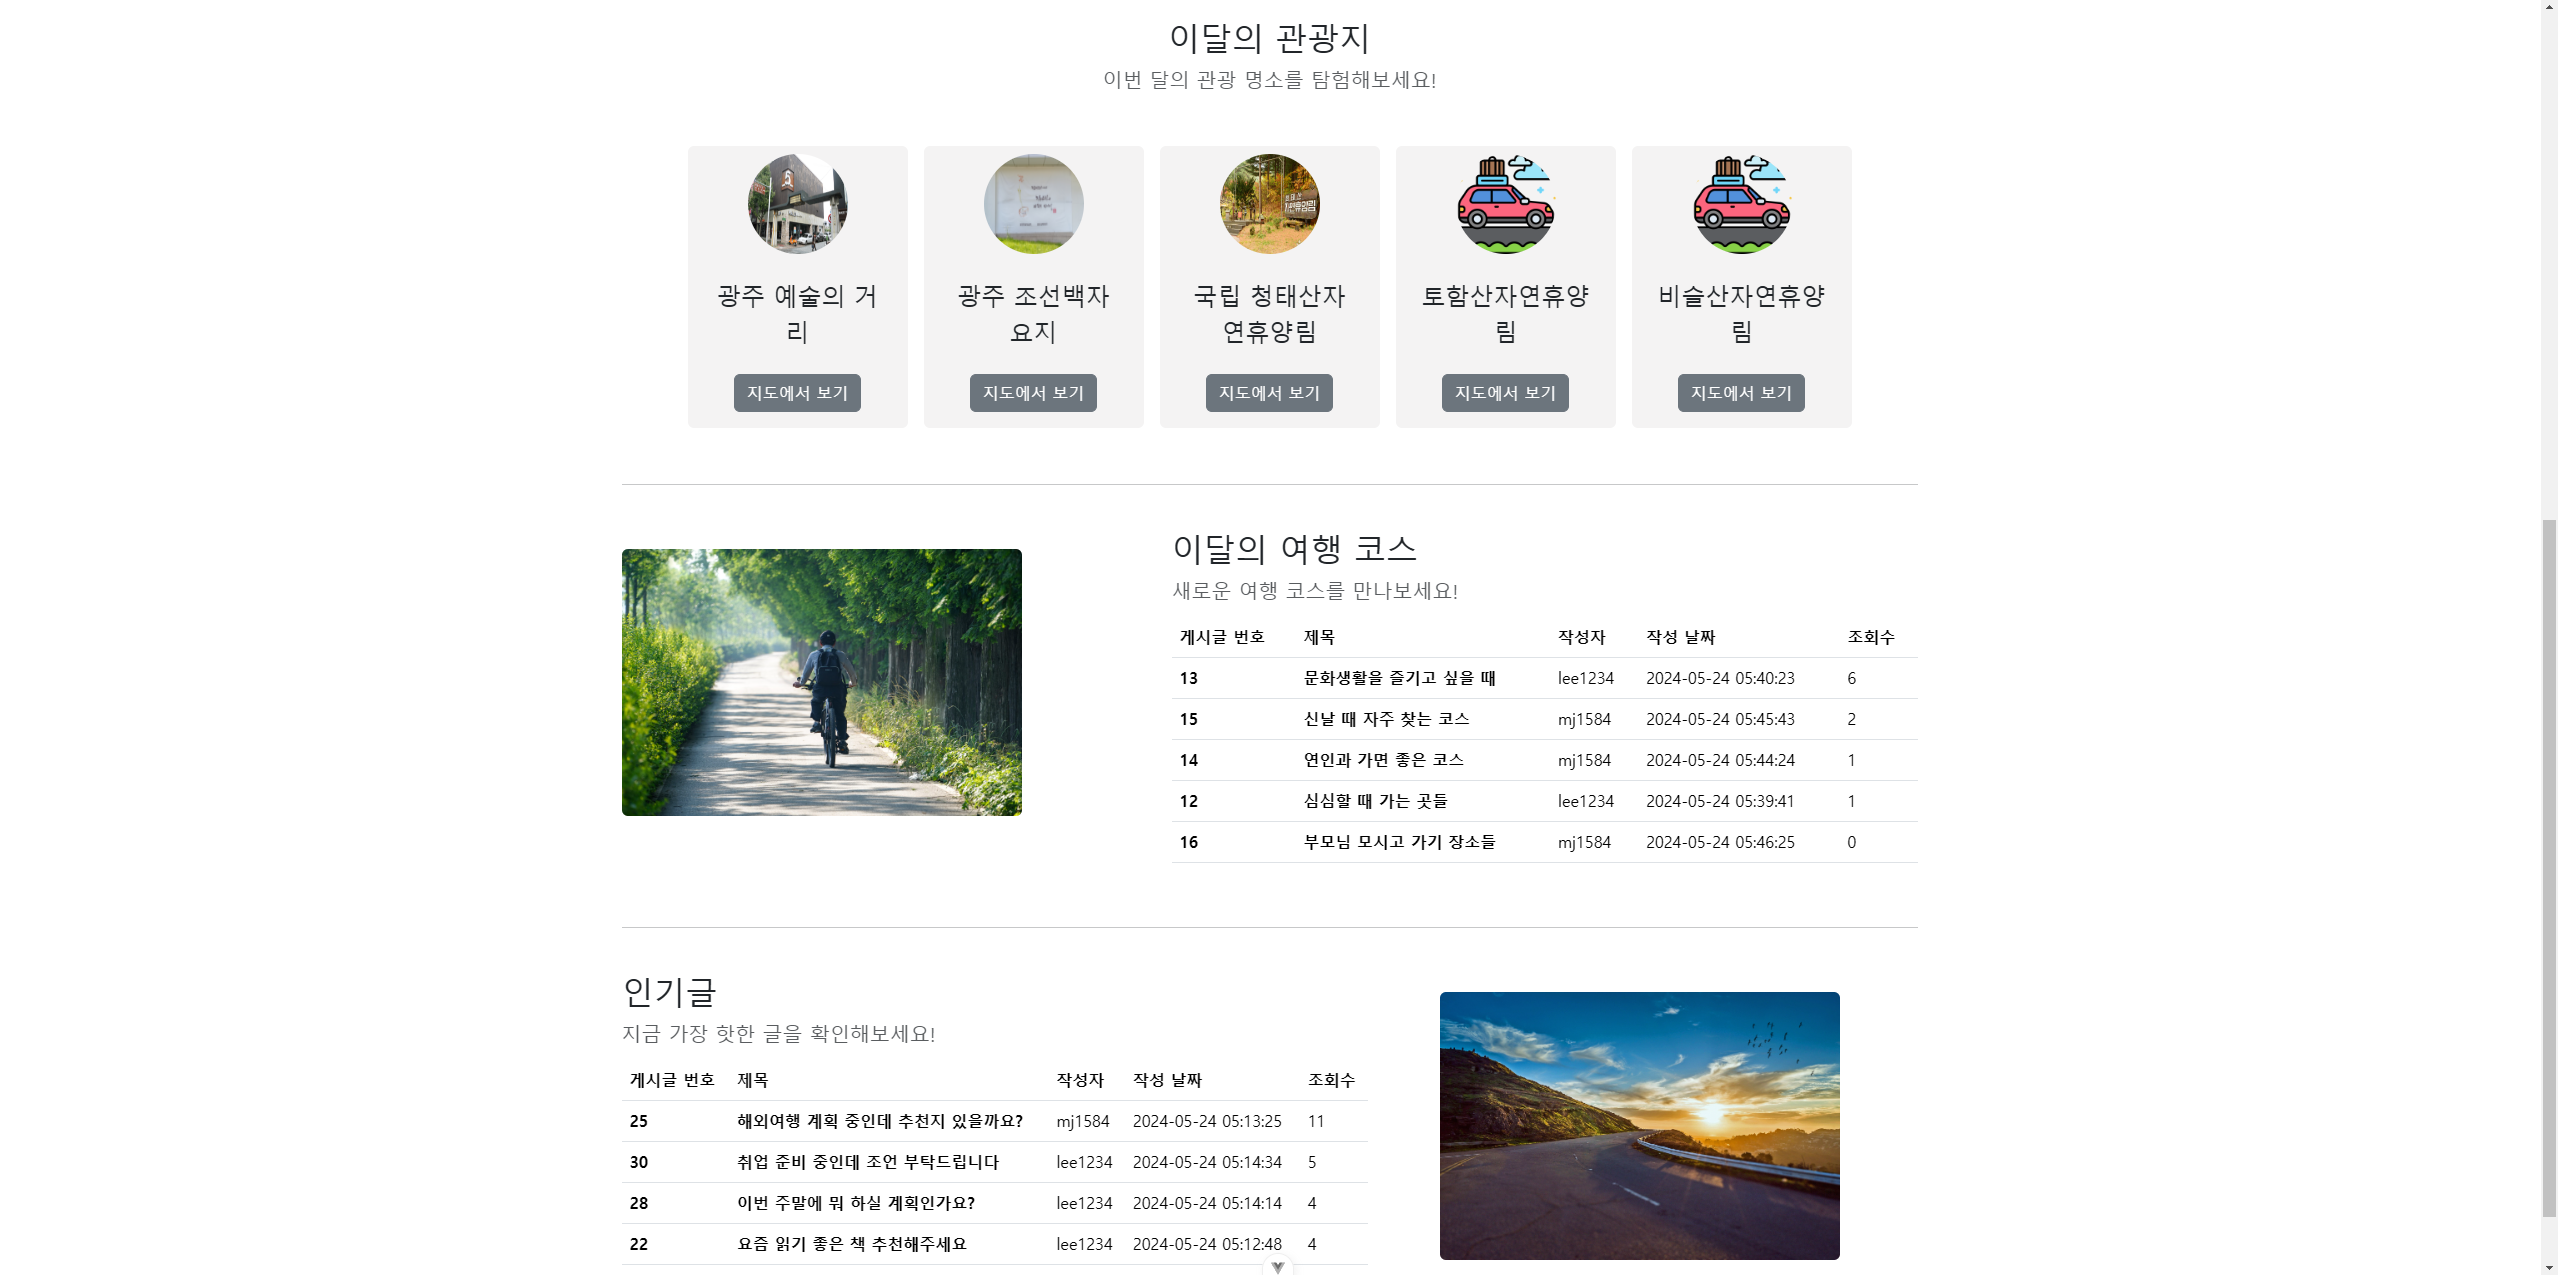 이달의 관광지
이번 달의 관광 명소를 탐험해보세요!
광주 예술의 거
리
지도에서 보기
광주 조선백자
요지
지도에서 보기
국립 청태산자
연휴양림
지도에서 보기
토함산자연휴양
림
지도에서 보기
비슬산자연휴양
림
지도에서 보기
이달의 여행 코스
새로운 여행 코스를 만나보세요!
게시글 번호 제목 작성자 작성 날짜 조회수
13 문화생활을 즐기고 싶을 때 lee1234 2024-05-24 05:40:23 6
15 신날 때 자주 찾는 코스 mj1584 2024-05-24 05:45:43 2
14 연인과 가면 좋은 코스 mj1584 2024-05-24 05:44:24 1
12 심심할 때 가는 곳들 lee1234 2024-05-24 05:39:41 1
16 부모님 모시고 가기 장소들 mj1584 2024-05-24 05:46:25 0
인기글
지금 가장 핫한 글을 확인해보세요!
게시글 번호 제목 작성자 작성 날짜 조회수
25 해외여행 계획 중인데 추천지 있을까요? mj1584 2024-05-24 05:13:25 11
30 취업 준비 중인데 조언 부탁드립니다 lee1234 2024-05-24 05:14:34 5
28 이번 주말에 뭐 하실 계획인가요? lee1234 2024-05-24 05:14:14 4
22 요즘 읽기 좋은 책 추천해주세요 lee1234 2024-05-24 05:12:48 4